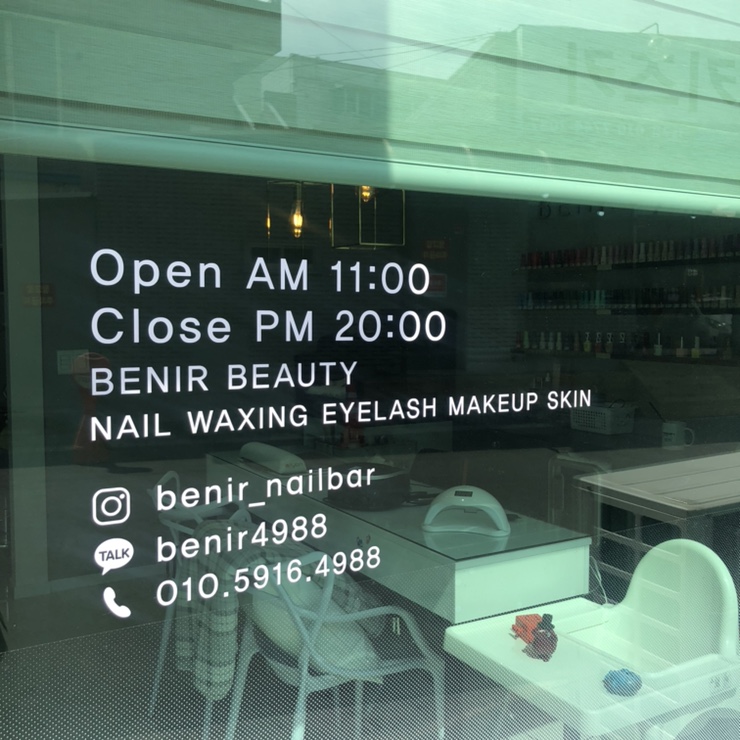 Open AM 11:00
Close PM 20:00
BENIR BEAUTY
NAIL WAXING EYELASH MAKEUP SKIN
benir_nailbar
TALK benir4988
010.5916.4988